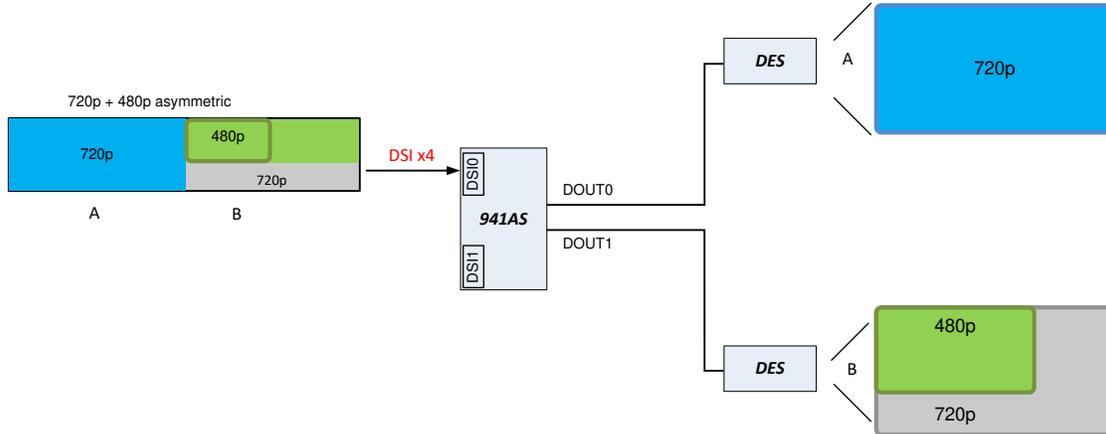 720p + 480p asymmetric
720p
480p
720p
A
B
DSI x4
DSI0
941AS
DSI1
DOUT0
DOUT1
DES
A
720p
DES
B
480p
720p